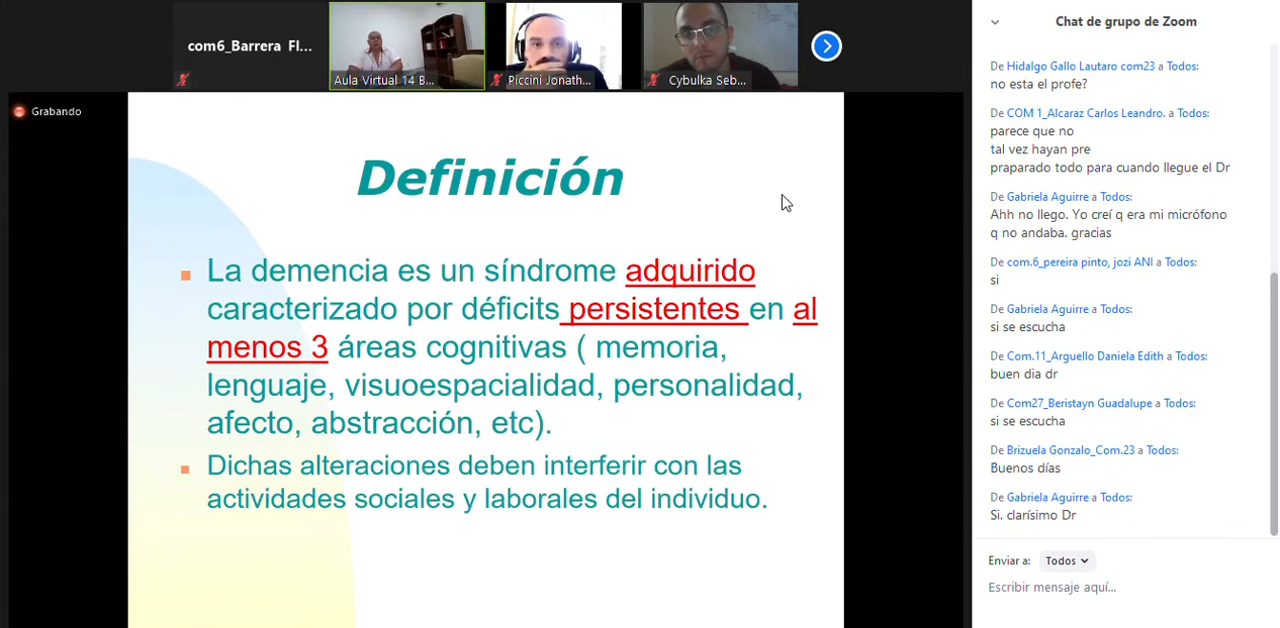 com6_Barrera Fl...
Aula Virtual 14 B...
Piccini Jonath...
Cybulka Seb...
Grabando
Definición
La demencia es un síndrome adquirido
caracterizado por déficits persistentes en al
menos 3 áreas cognitivas ( memoria,
lenguaje, visuoespacialidad, personalidad,
afecto, abstracción, etc).
Dichas alteraciones deben interferir con las
actividades sociales y laborales del individuo.
Chat de grupo de Zoom
De Hidalgo Gallo Lautaro com23 a Todos:
no esta el profe?
De COM 1_Alcaraz Carlos Leandro. a Todos:
parece que no
tal vez hayan pre
praparado todo para cuando llegue el Dr
De Gabriela Aguirre a Todos:
Ahh no llego. Yo creí q era mi micrófono
q no andaba. gracias
De com.6_pereira pinto, jozi ANI a Todos:
si
De Gabriela Aguirre a Todos:
si se escucha
De Com.11_Arguello Daniela Edith a Todos:
buen dia dr
De Com27_Beristayn Guadalupe a Todos:
si se escucha
De Brizuela Gonzalo_Com.23 a Todos:
Buenos días
De Gabriela Aguirre a Todos:
Si. clarísimo Dr
Enviar a: Todos
Escribir mensaje aquí...